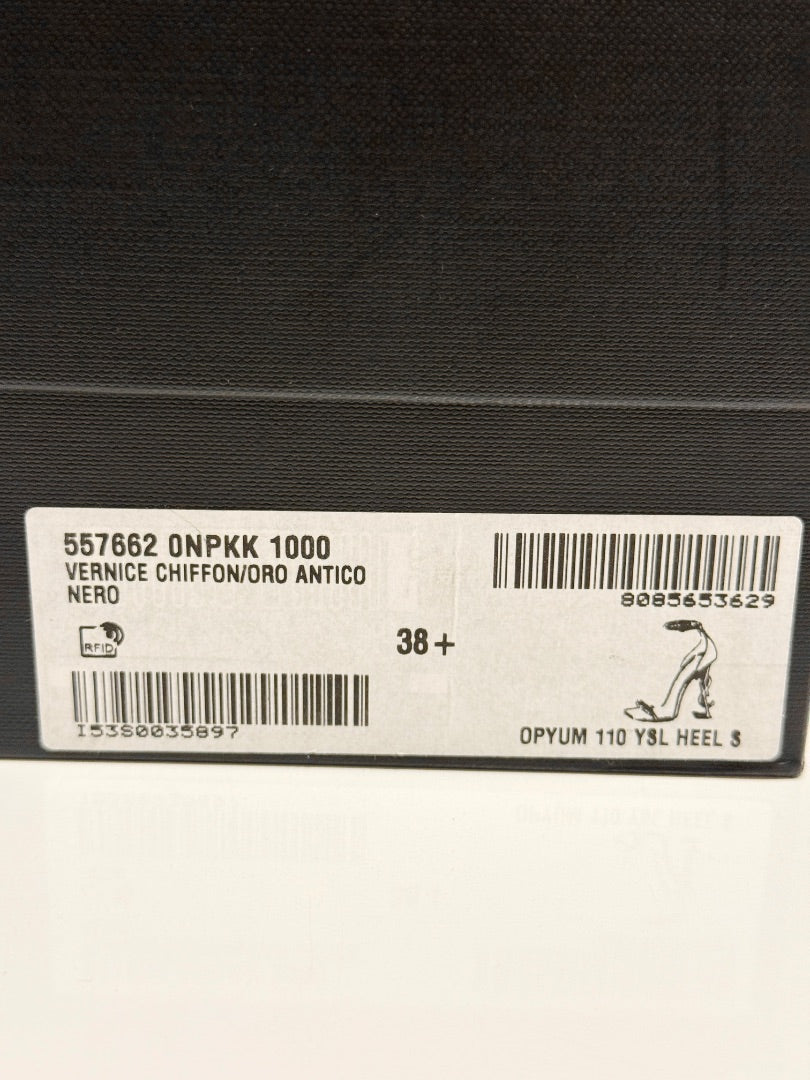 557662 0NPKK 1000
VERNICE CHIFFON/ORO ANTICO
NERO
8085653629
RFID
38+
I53S0035897
OPYUM 110 YSL HEEL S